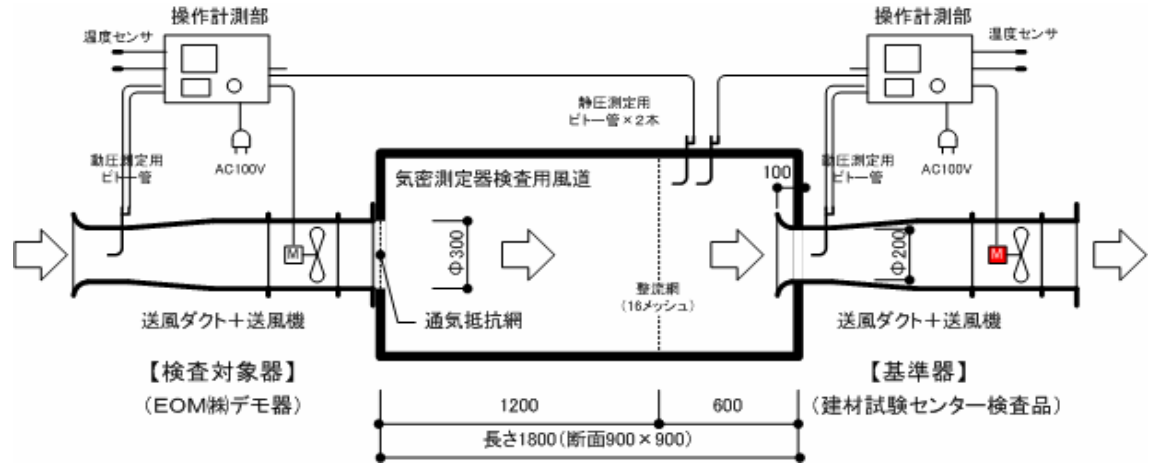 操作計測部
温度センサ
動圧測定用
ピトー管
AC100V
静圧測定用
ピトー管×2本
操作計測部
温度センサ
動圧測定用
ピトー管
AC100V
気密測定器検査用風道
100
Φ300
Φ200
M
M
整流網
(16メッシュ)
通気抵抗網
送風ダクト+送風機
送風ダクト+送風機
【検査対象器】
(EOM㈱デモ器)
【基準器】
(建材試験センター検査品)
1200
600
長さ1800(断面900×900)